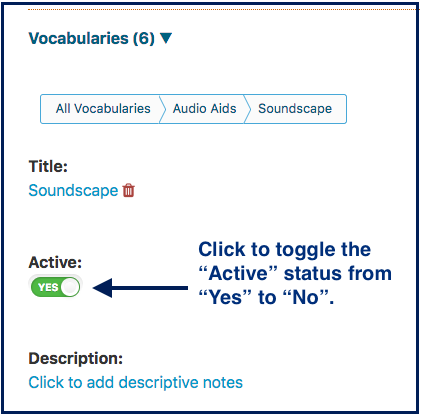 Vocabularies (6) ▼
All Vocabularies Audio Aids Soundscape
Title:
Soundscape
Click to toggle the
“Active” status from
“Yes” to “No”.
Active:
YES
Description:
Click to add descriptive notes